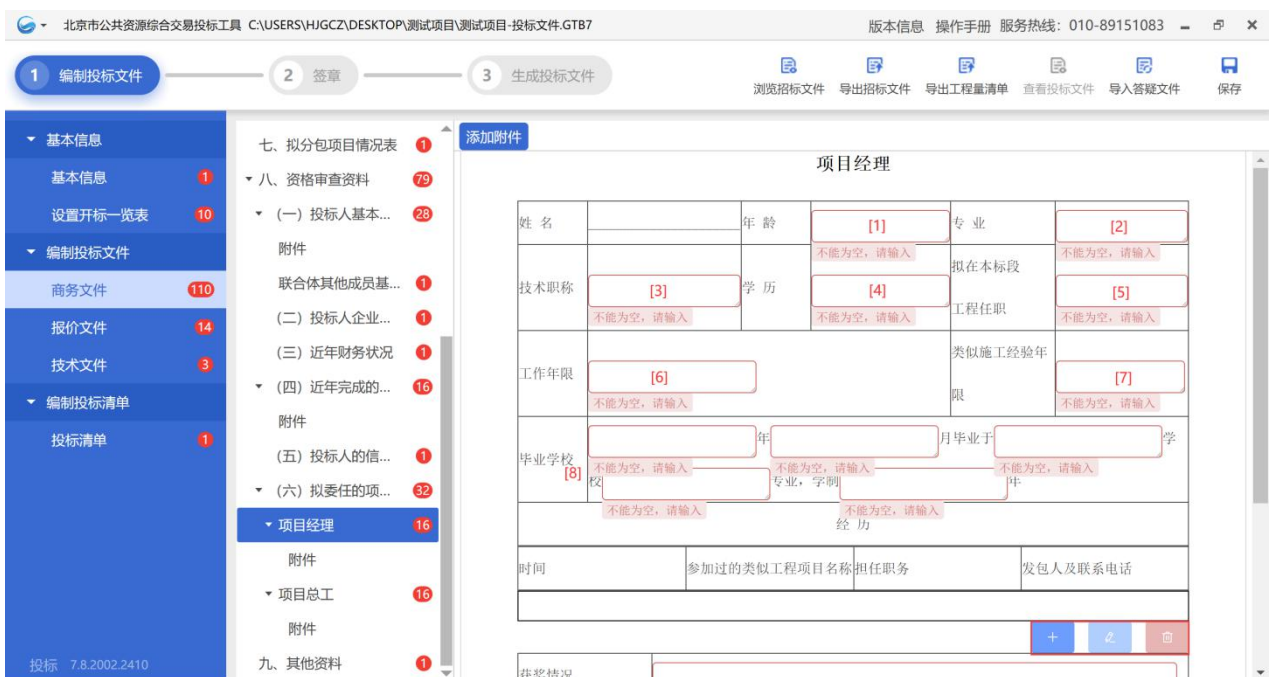 北京市公共资源综合交易投标工具 C:\USERS\HJGCZ\DESKTOP\测试项目\测试项目-投标文件.GTB7 版本信息 操作手册 服务热线：010-89151083
1 编制投标文件 2 签章 3 生成投标文件
浏览招标文件 导出招标文件 导出工程量清单 查看投标文件 导入答疑文件 保存
基本信息
基本信息 1
设置开标一览表 10
编制投标文件
商务文件 110
报价文件 14
技术文件 3
编制投标清单
投标清单 1
投标 7.8.2002.2410
七、拟分包项目情况表 1
八、资格审查资料 79
（一）投标人基本... 28
附件
联合体其他成员基... 1
（二）投标人企业... 1
（三）近年财务状况 1
（四）近年完成的... 16
附件
（五）投标人的信... 1
（六）拟委任的项... 32
项目经理 16
附件
项目总工 16
附件
九、其他资料 1
添加附件
项目经理
姓 名 年 龄 [1] 专 业 [2]
不能为空，请输入 不能为空，请输入
技术职称 [3] 学 历 [4] 拟在本标段
工程任职 [5]
不能为空，请输入 不能为空，请输入 不能为空，请输入
工作年限 [6] 类似施工经验年
限 [7]
不能为空，请输入 不能为空，请输入
毕业学校 年 月毕业于 学
[8] 不能为空，请输入 不能为空，请输入 不能为空，请输入
校 专业，学制 年
不能为空，请输入 不能为空，请输入
经 历
时间 参加过的类似工程项目名称 担任职务 发包人及联系电话
获奖情况